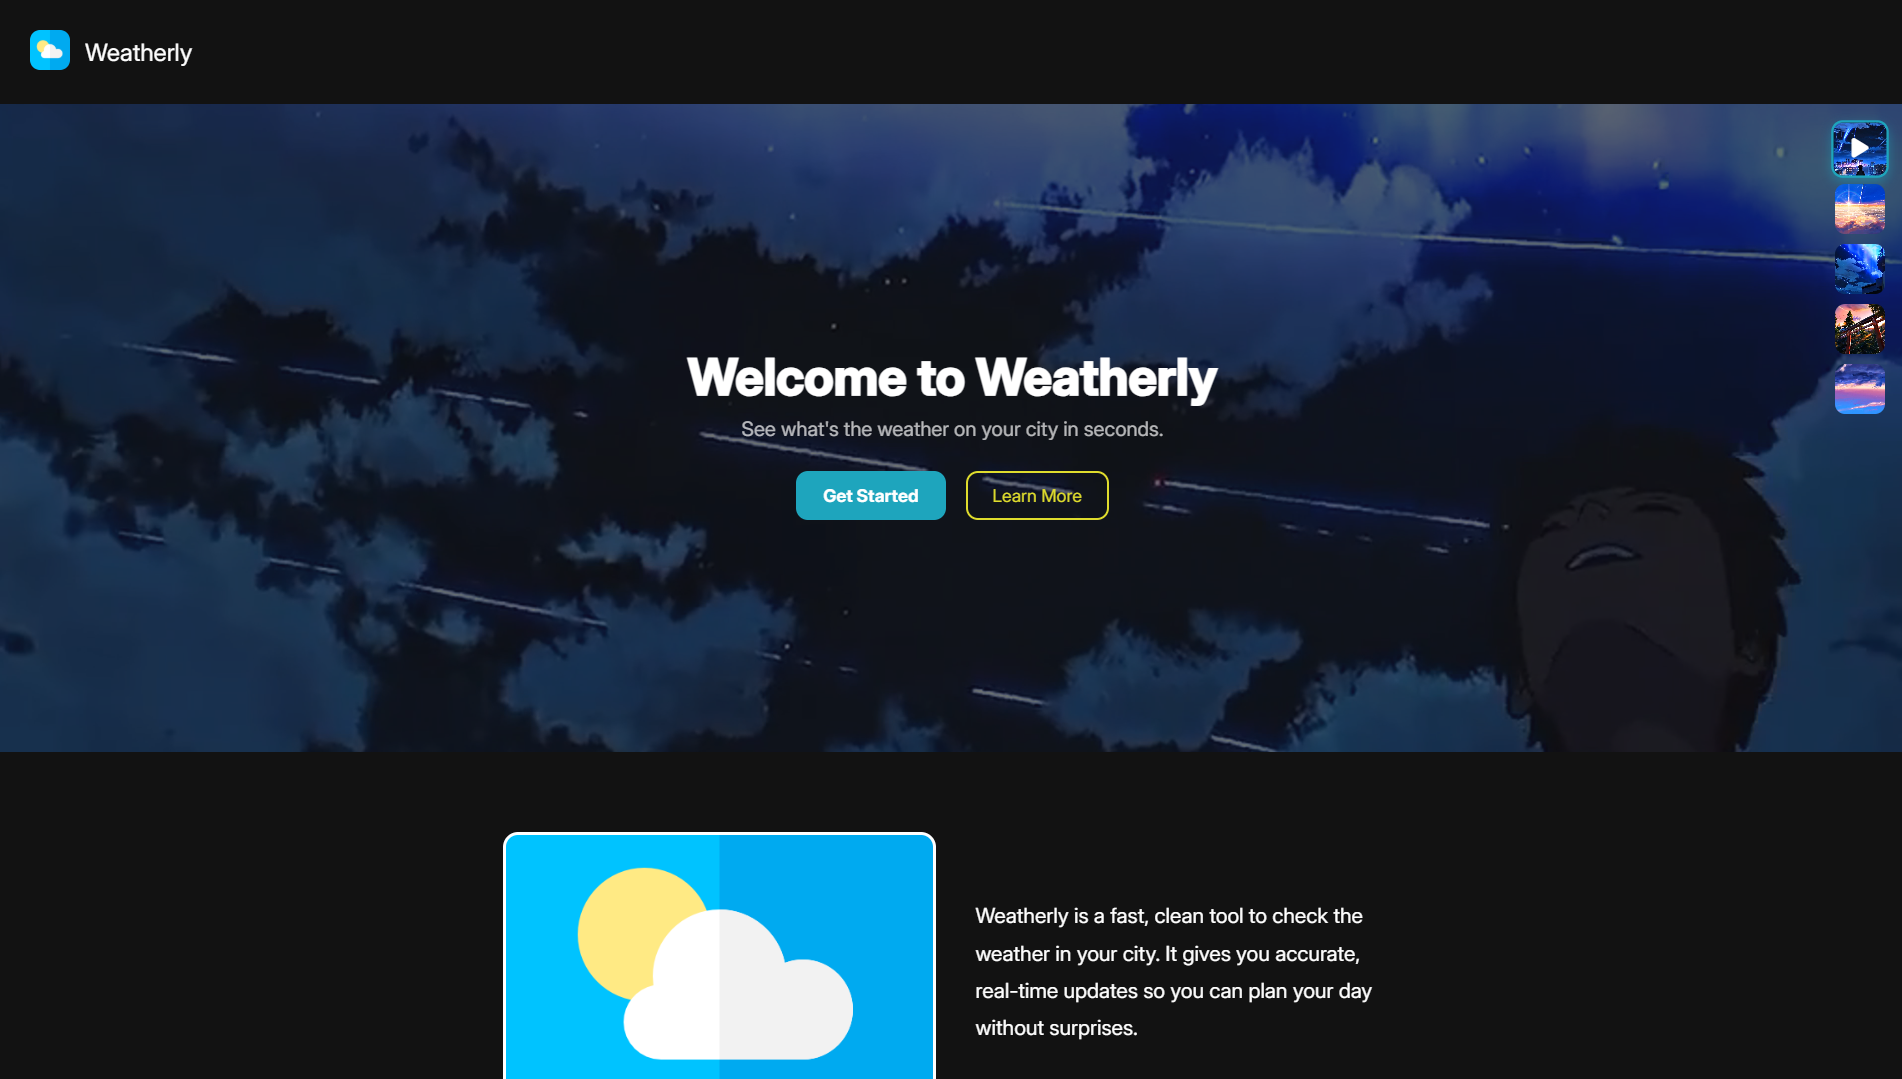 Weatherly
Welcome to Weatherly
See what's the weather on your city in seconds.
Get Started
Learn More
Weatherly is a fast, clean tool to check the
weather in your city. It gives you accurate,
real-time updates so you can plan your day
without surprises.